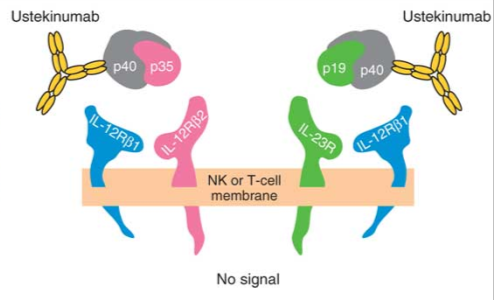 Ustekinumab
Ustekinumab
p40
p35
p19
p40
IL-12Rβ1
IL-12Rβ2
IL-23R
IL-12Rβ1
NK or T-cell
membrane
No signal